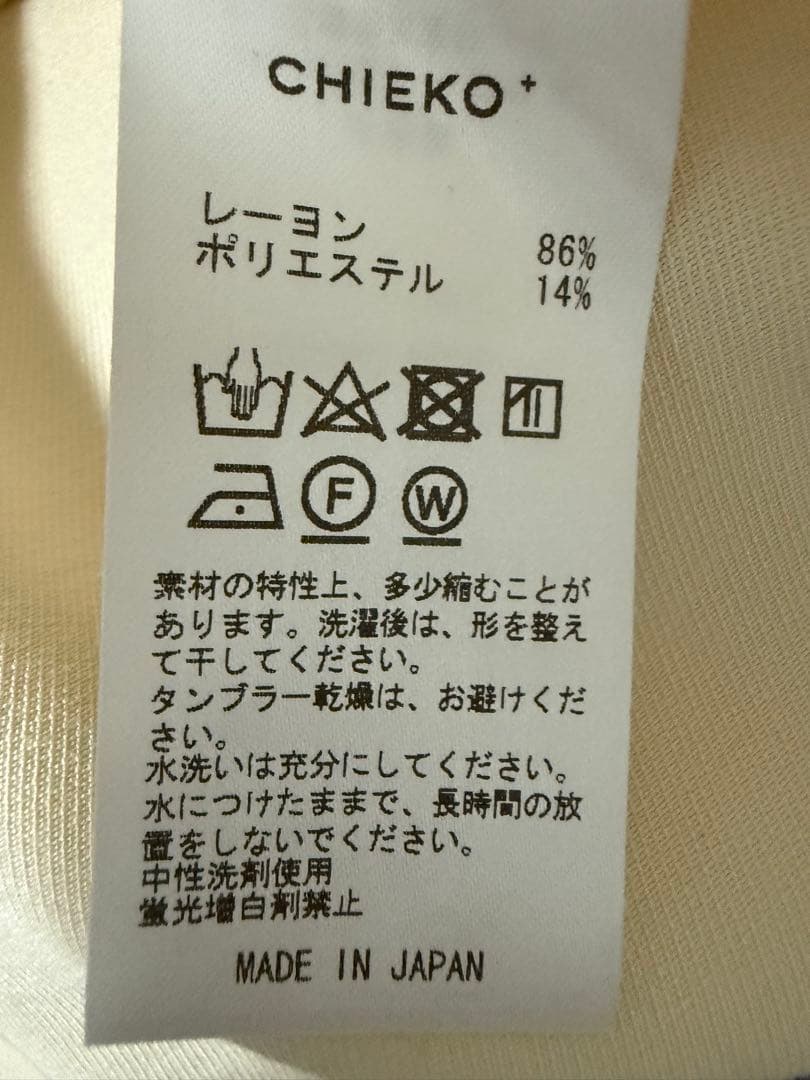 CHIEKO+
レーヨン 86%
ポリエステル 14%
F W
素材の特性上、多少縮むことが
あります。洗濯後は、形を整え
て干してください。
タンブラー乾燥は、お避けくだ
さい。
水洗いは充分にしてください。
水につけたままで、長時間の放
置をしないでください。
中性洗剤使用
蛍光増白剤禁止
MADE IN JAPAN